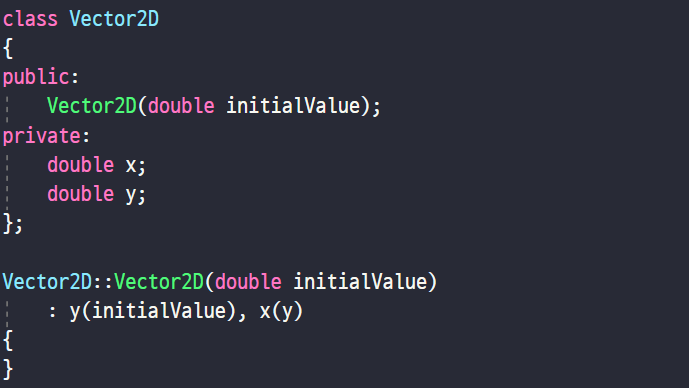 class Vector2D
{
public:
    Vector2D(double initialValue);
private:
    double x;
    double y;
};

Vector2D::Vector2D(double initialValue)
    : y(initialValue), x(y)
{
}